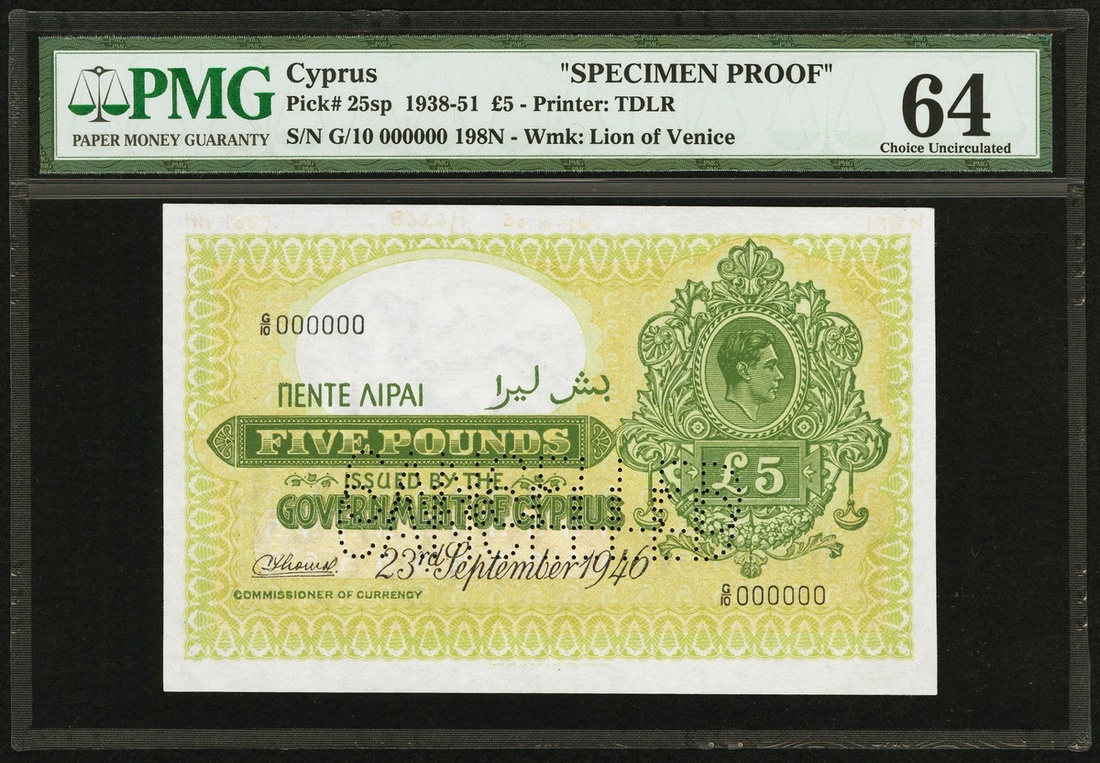 PMG
PAPER MONEY GUARANTY
Cyprus "SPECIMEN PROOF"
Pick# 25sp 1938-51 £5 - Printer: TDLR
S/N G/10 000000 198N - Wmk: Lion of Venice
64
Choice Uncirculated
G/10 000000
ΠΕΝΤΕ ΛΙΡΑΙ بش ليرا
FIVE POUNDS
£5
ISSUED BY THE
GOVERNMENT OF CYPRUS
CANCELLED
23rd September 1946
COMMISSIONER OF CURRENCY
G/10 000000